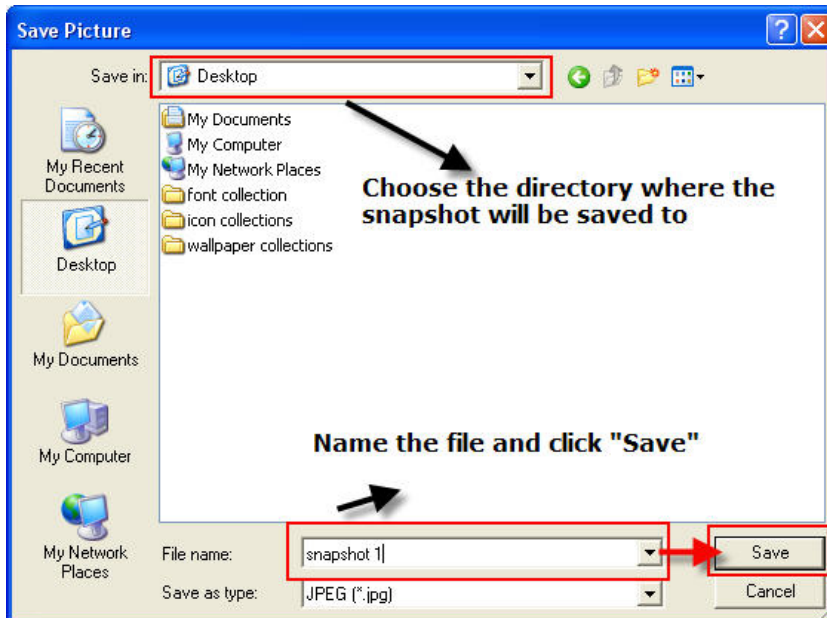 Save Picture
Save in:
Desktop
My Recent
Documents
Desktop
My Documents
My Computer
My Network
Places
My Documents
My Computer
My Network Places
font collection
icon collections
wallpaper collections
Choose the directory where the
snapshot will be saved to
Name the file and click "Save"
File name:
snapshot 1
Save
Save as type:
JPEG (*.jpg)
Cancel